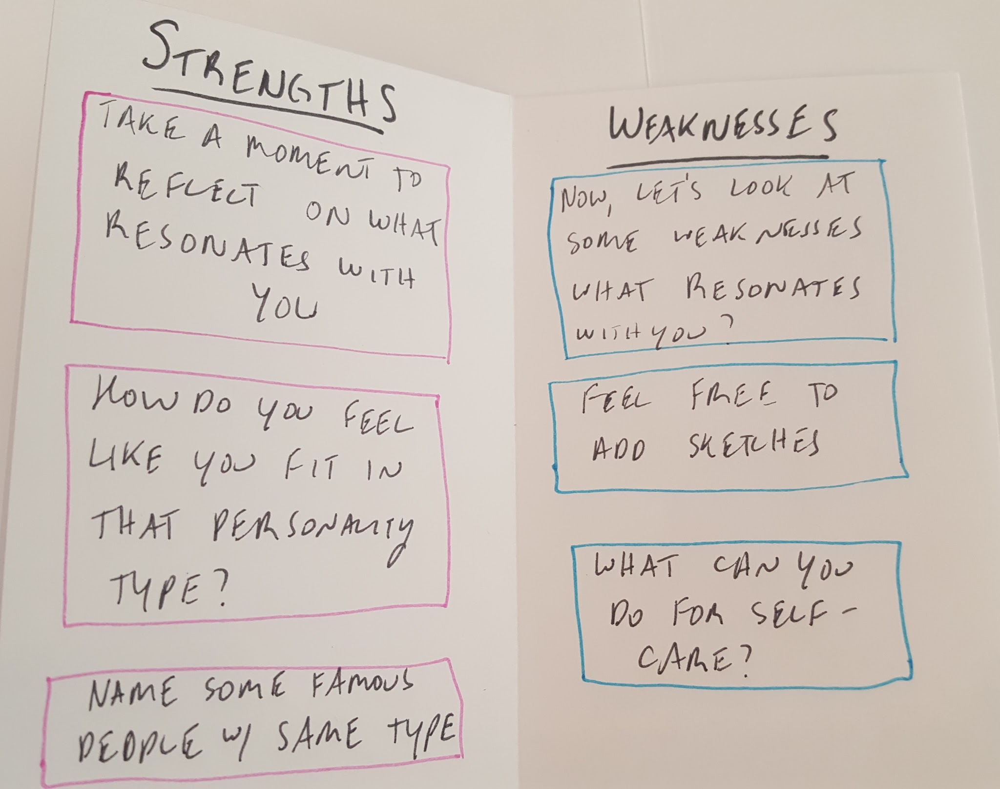 STRENGTHS
TAKE A MOMENT TO
REFLECT ON WHAT
RESONATES WITH
YOU
HOW DO YOU FEEL
LIKE YOU FIT IN
THAT PERSONALITY
TYPE?
NAME SOME FAMOUS
PEOPLE W/ SAME TYPE
WEAKNESSES
NOW, LET'S LOOK AT
SOME WEAKNESSES
WHAT RESONATES
WITH YOU?
FEEL FREE TO
ADD SKETCHES
WHAT CAN YOU
DO FOR SELF-
CARE?